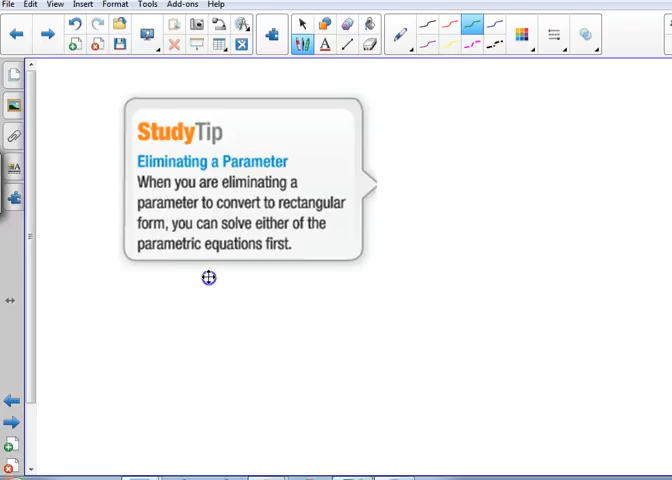 File Edit View Insert Format Tools Add-ons Help
StudyTip
Eliminating a Parameter
When you are eliminating a
parameter to convert to rectangular
form, you can solve either of the
parametric equations first.